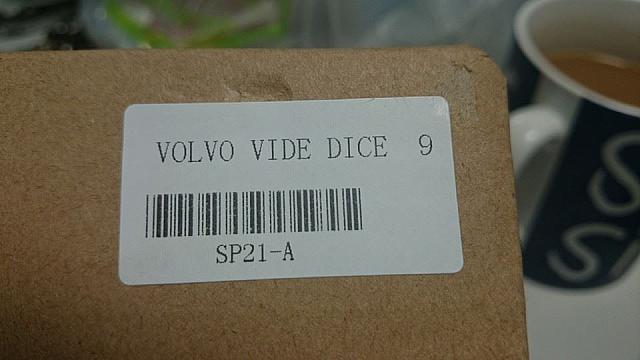 VOLVO VIDE DICE 9
SP21-A
S
S